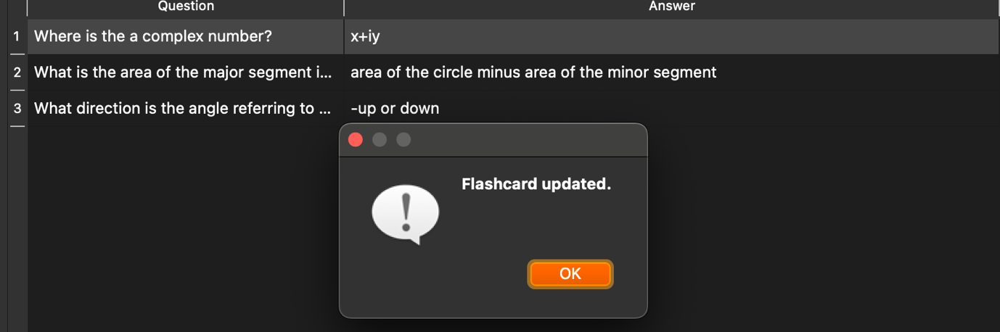 Question Answer
1 Where is the a complex number? x+iy
2 What is the area of the major segment i... area of the circle minus area of the minor segment
3 What direction is the angle referring to ... -up or down
Flashcard updated.
OK